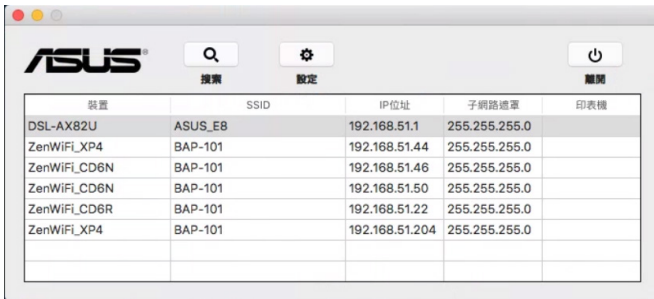 ASUS®
搜索 設定 離開
裝置 SSID IP位址 子網路遮罩 印表機
DSL-AX82U ASUS_E8 192.168.51.1 255.255.255.0
ZenWiFi_XP4 BAP-101 192.168.51.44 255.255.255.0
ZenWiFi_CD6N BAP-101 192.168.51.46 255.255.255.0
ZenWiFi_CD6N BAP-101 192.168.51.50 255.255.255.0
ZenWiFi_CD6R BAP-101 192.168.51.22 255.255.255.0
ZenWiFi_XP4 BAP-101 192.168.51.204 255.255.255.0